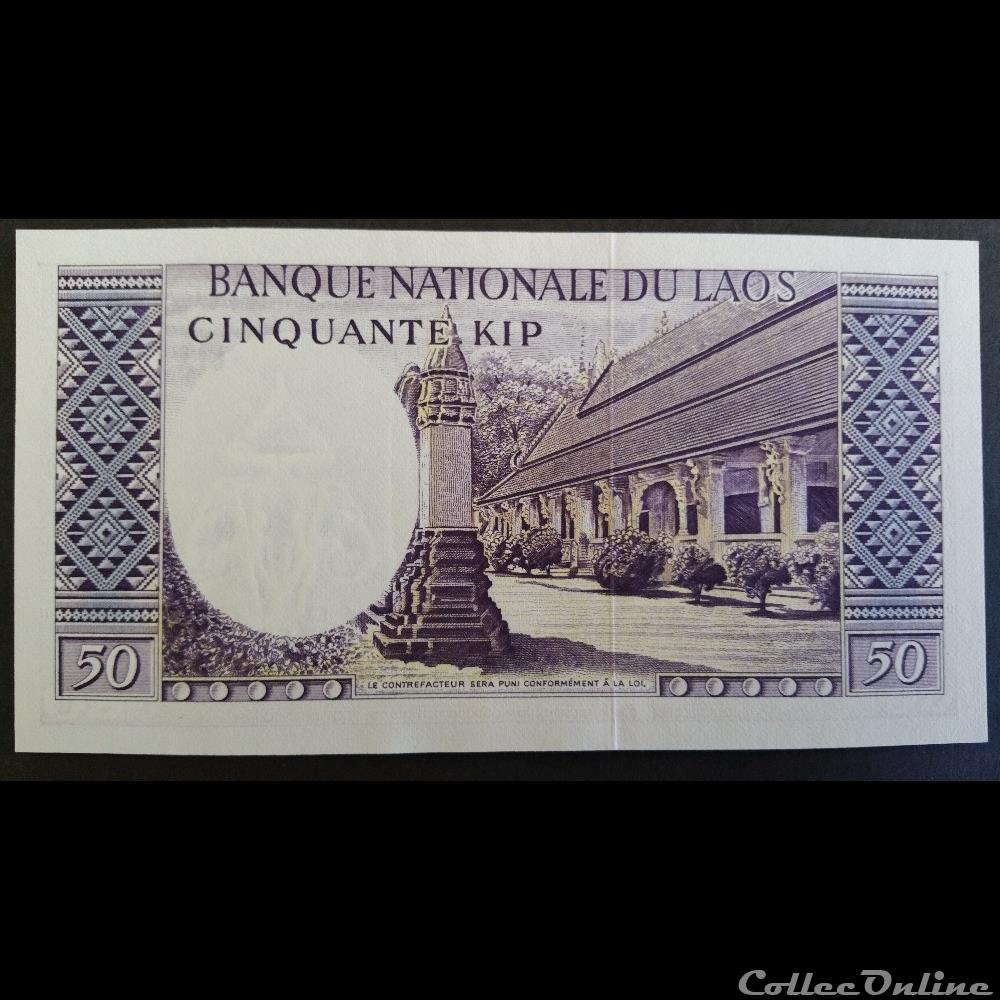 BANQUE NATIONALE DU LAOS
CINQUANTE KIP
50
50
LE CONTREFACTEUR SERA PUNI CONFORMÉMENT À LA LOI.
CollecOnline